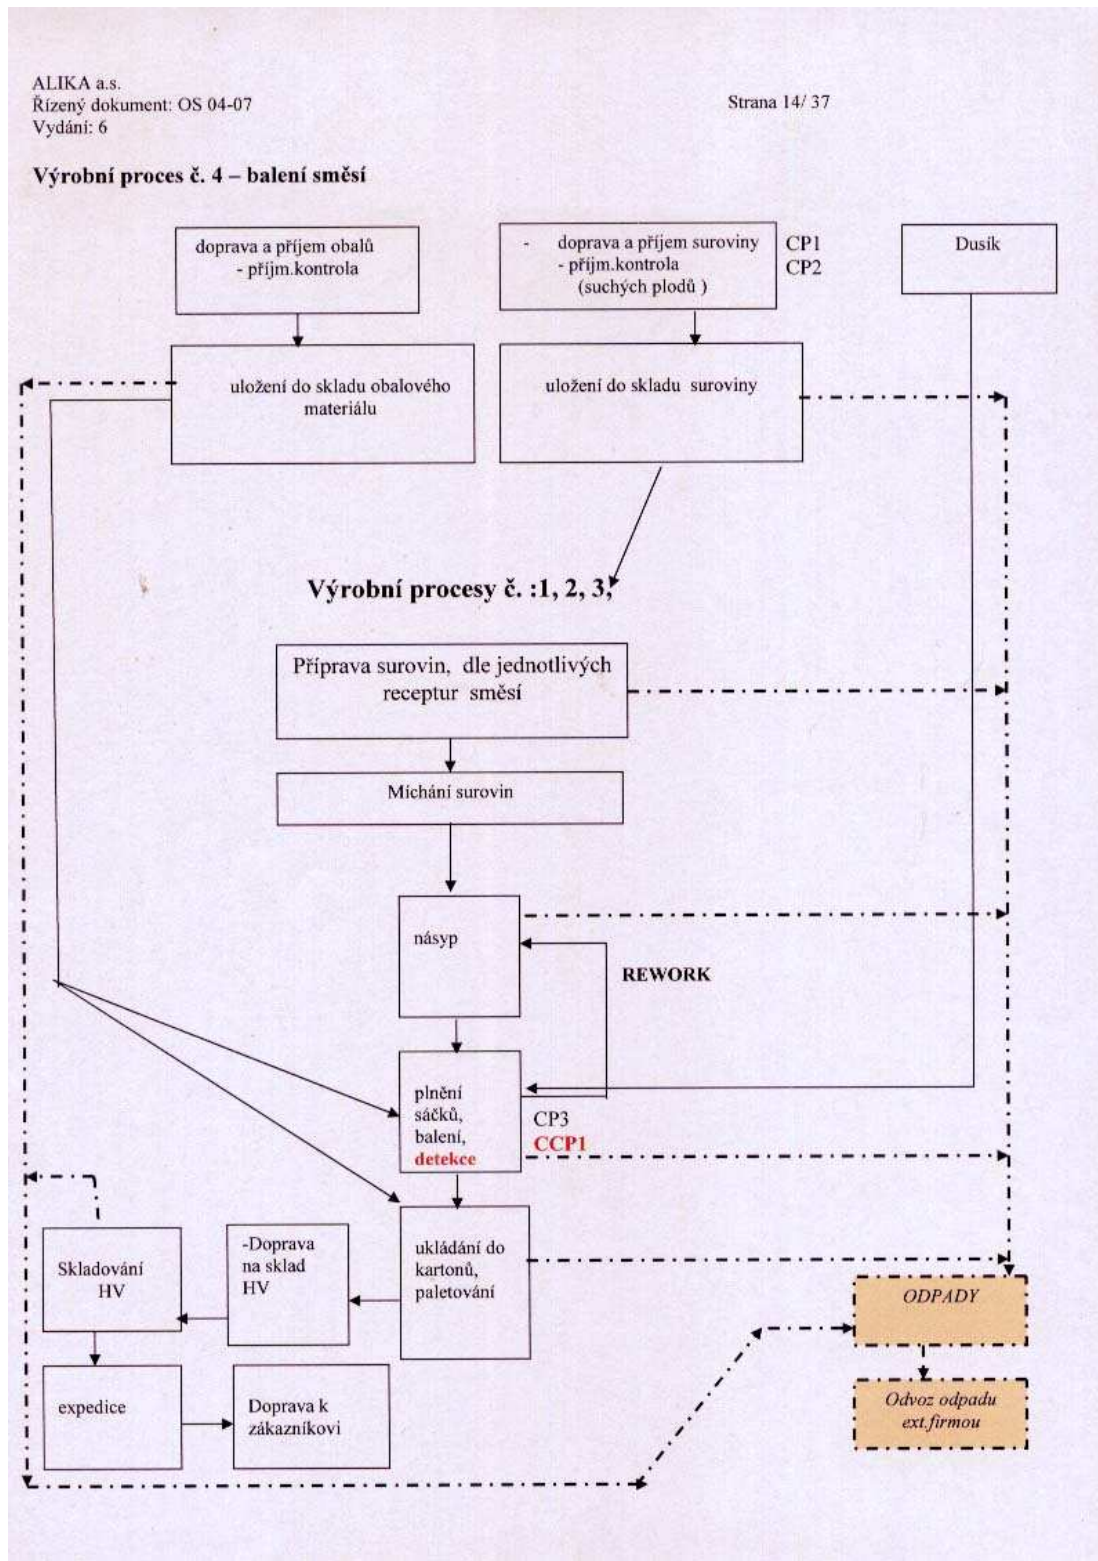 ALIKA a.s.
Řízený dokument: OS 04-07
Strana 14/ 37
Vydání: 6
Výrobní proces č. 4 – balení směsí
doprava a příjem obalů
- příjm.kontrola
- doprava a příjem suroviny
- příjm.kontrola
(suchých plodů )
CP1
CP2
Dusík
uložení do skladu obalového
materiálu
uložení do skladu suroviny
Výrobní procesy č. :1, 2, 3,
Příprava surovin, dle jednotlivých
receptur směsí
Míchání surovin
násyp
REWORK
plnění
sáčků,
balení,
detekce
CP3
CCP1
ukládání do
kartonů,
paletování
-Doprava
na sklad
HV
Skladování
HV
expedice
Doprava k
zákazníkovi
ODPADY
Odvoz odpadu
ext.firmou